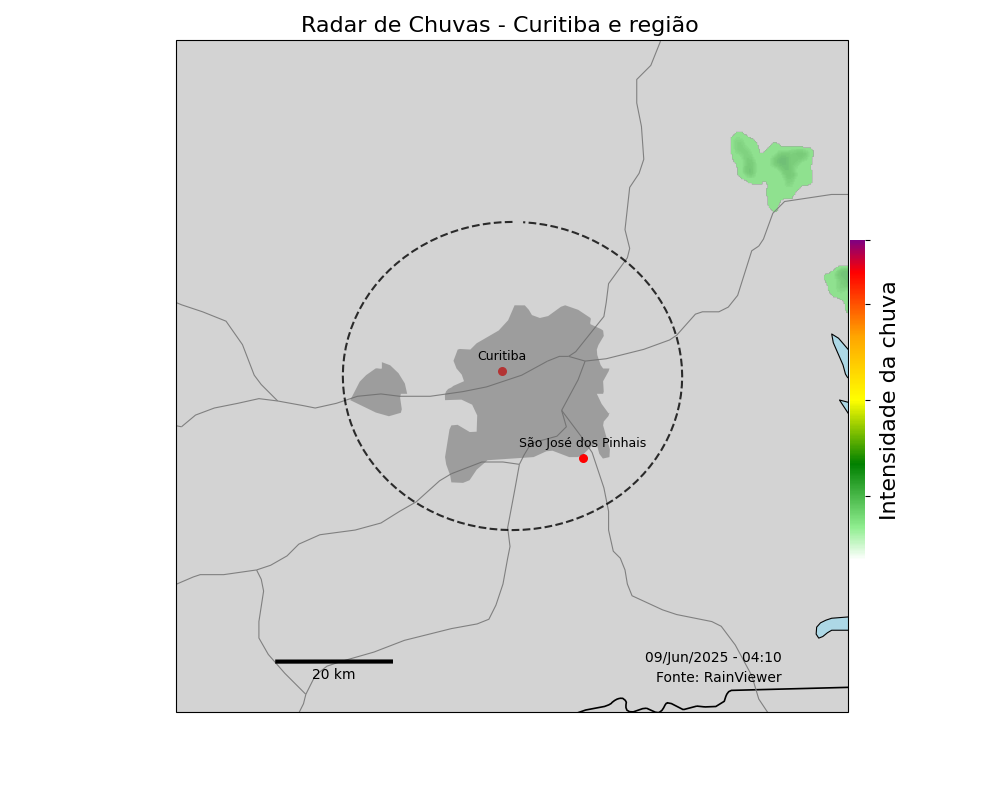 Radar de Chuvas - Curitiba e região
Curitiba
São José dos Pinhais
Intensidade da chuva
20 km
09/Jun/2025 - 04:10
Fonte: RainViewer